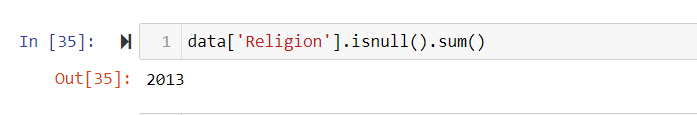 In [35]: 1 data['Religion'].isnull().sum()
Out[35]: 2013